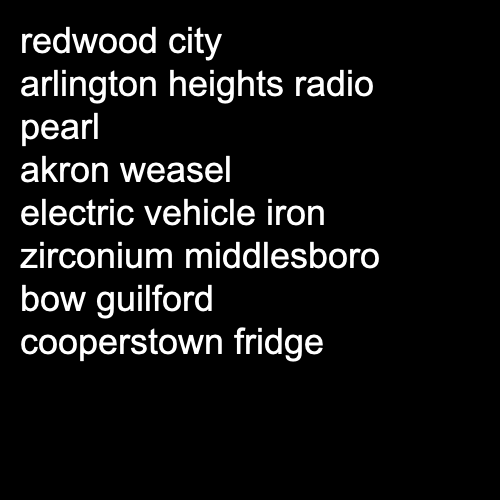 redwood city
arlington heights radio
pearl
akron weasel
electric vehicle iron
zirconium middlesboro
bow guilford
cooperstown fridge